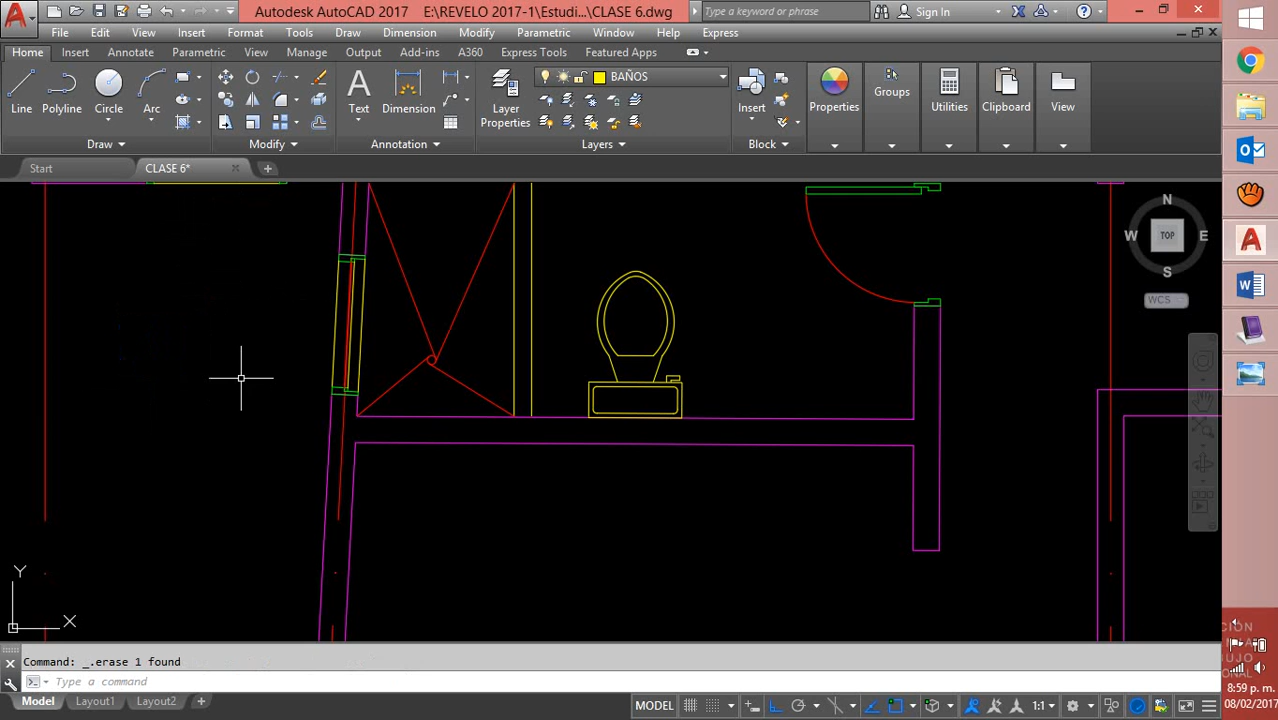 Autodesk AutoCAD 2017 E:\REVELO 2017-1\Estudi...\CLASE 6.dwg
Type a keyword or phrase
Sign In
File Edit View Insert Format Tools Draw Dimension Modify Parametric Window Help Express
Home Insert Annotate Parametric View Manage Output Add-ins A360 Express Tools Featured Apps
BAÑOS
Line Polyline Circle Arc Text Dimension Layer Properties Insert Properties Groups Utilities Clipboard View
Draw Modify Annotation Layers Block
Start CLASE 6*
N
W TOP E
S
WCS
Y
X
Command: _.erase 1 found
Type a command
Model Layout1 Layout2
MODEL
1:1
8:59 p. m.
08/02/2017